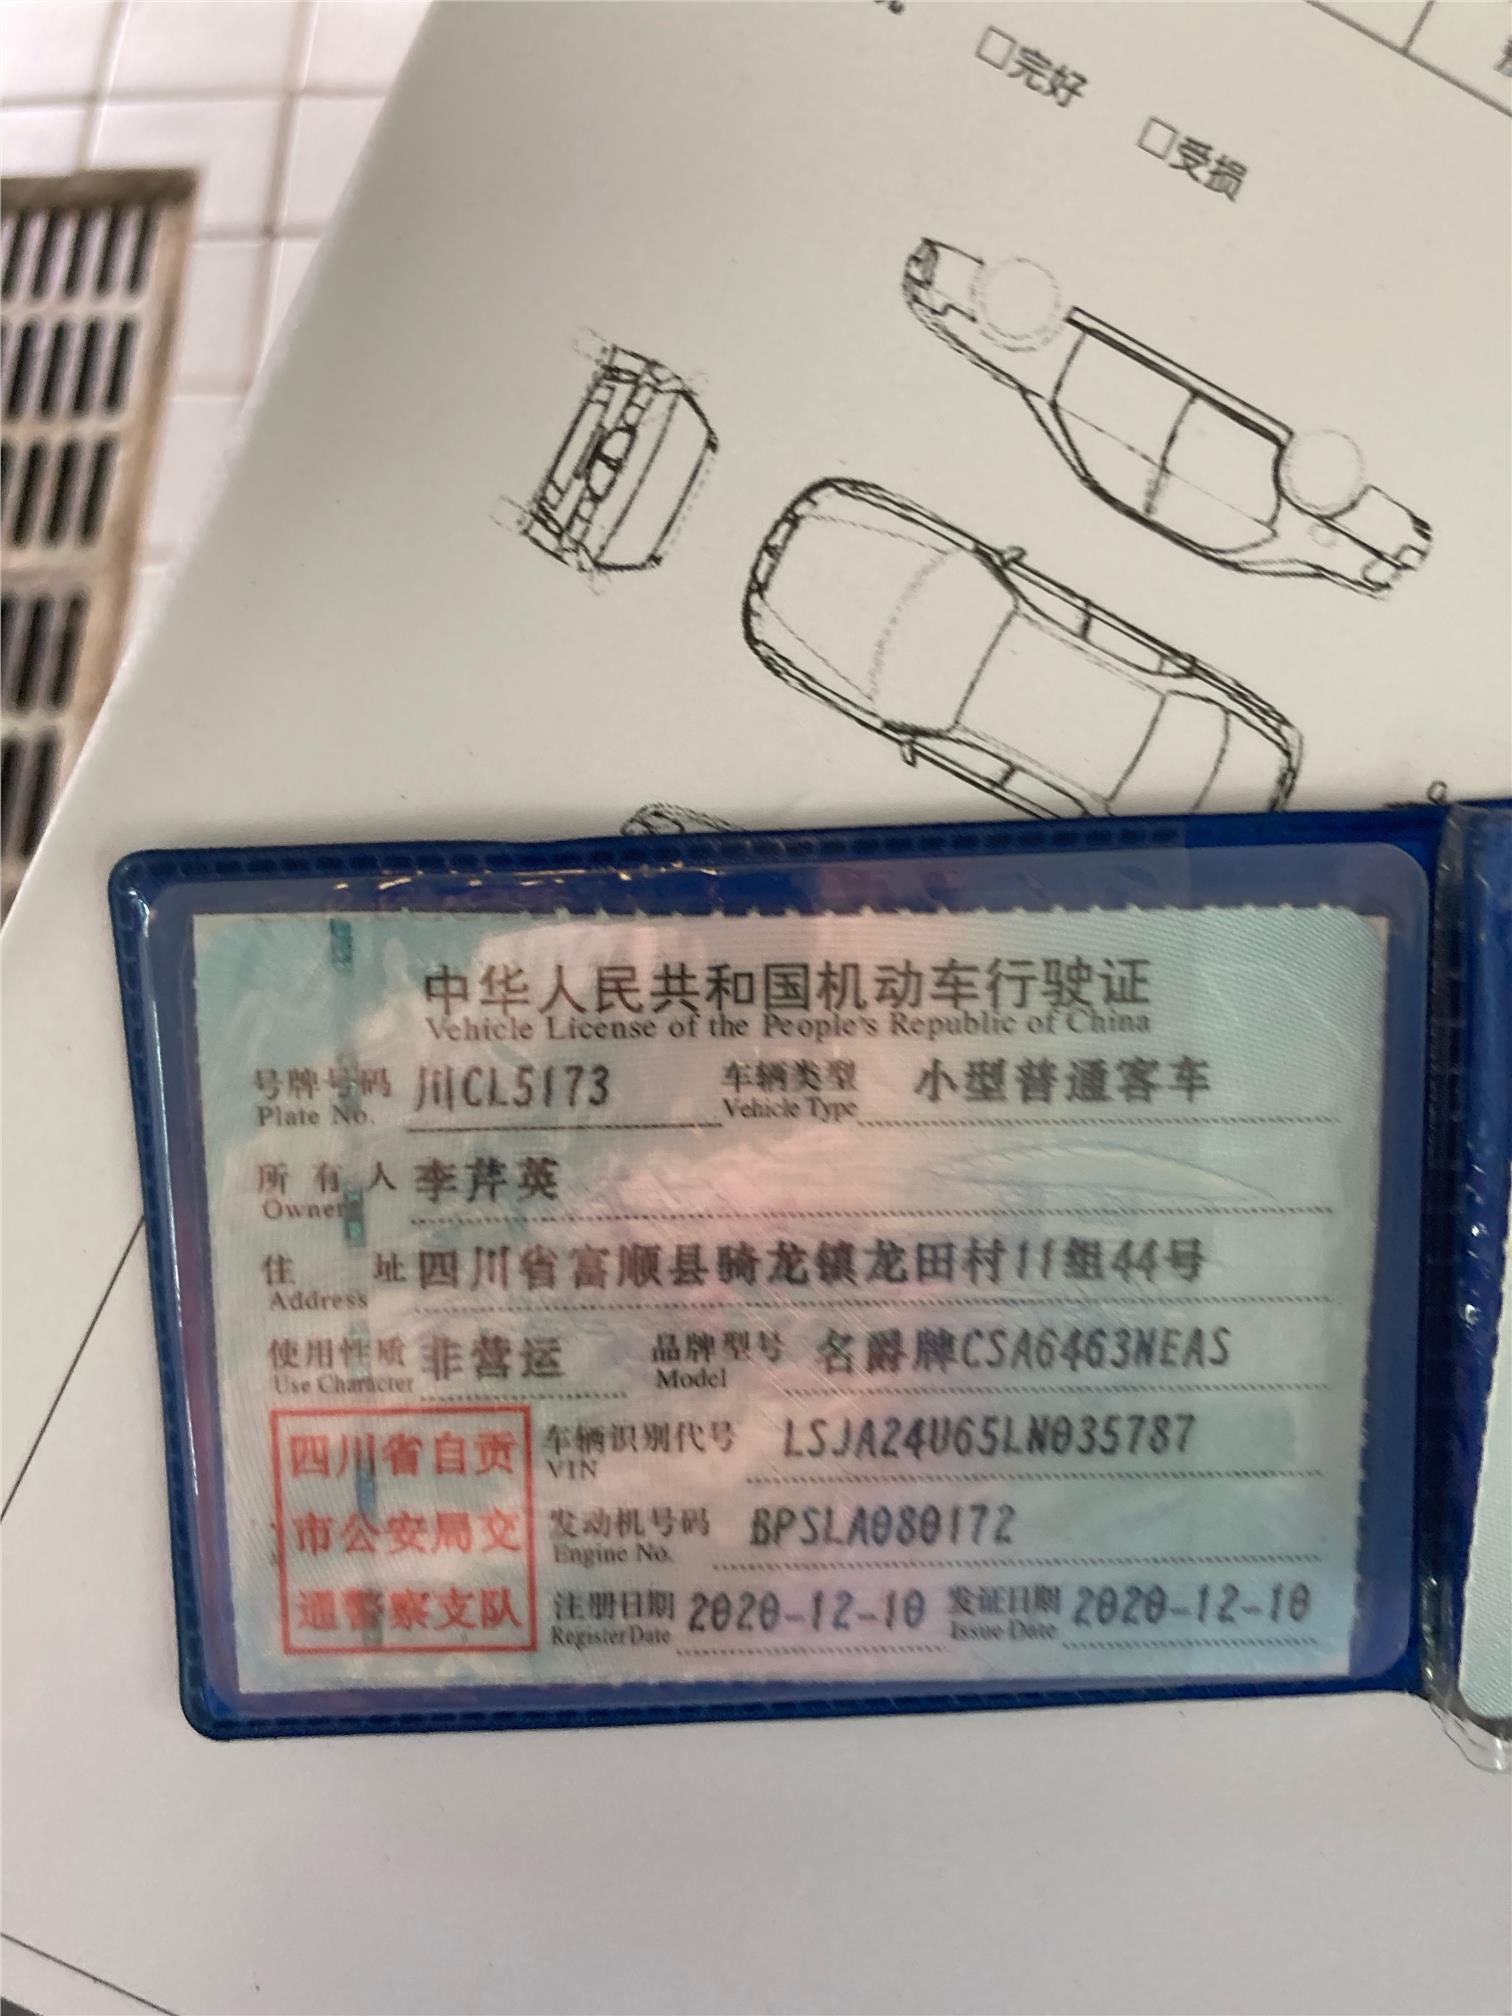 □完好
□受损
中华人民共和国机动车行驶证
Vehicle License of the People's Republic of China
号牌号码 川CL5173 车辆类型 小型普通客车
Plate No. Vehicle Type
所有人 李芹英
Owner
住址 四川省富顺县骑龙镇龙田村11组44号
Address
使用性质 非营运 品牌型号 名爵牌CSA6463NEAS
Use Character Model
四川省自贡
市公安局交
通警察支队
车辆识别代号 LSJA24U65LN035787
VIN
发动机号码 BPSLA080172
Engine No.
注册日期 2020-12-10 发证日期 2020-12-10
Register Date Issue Date